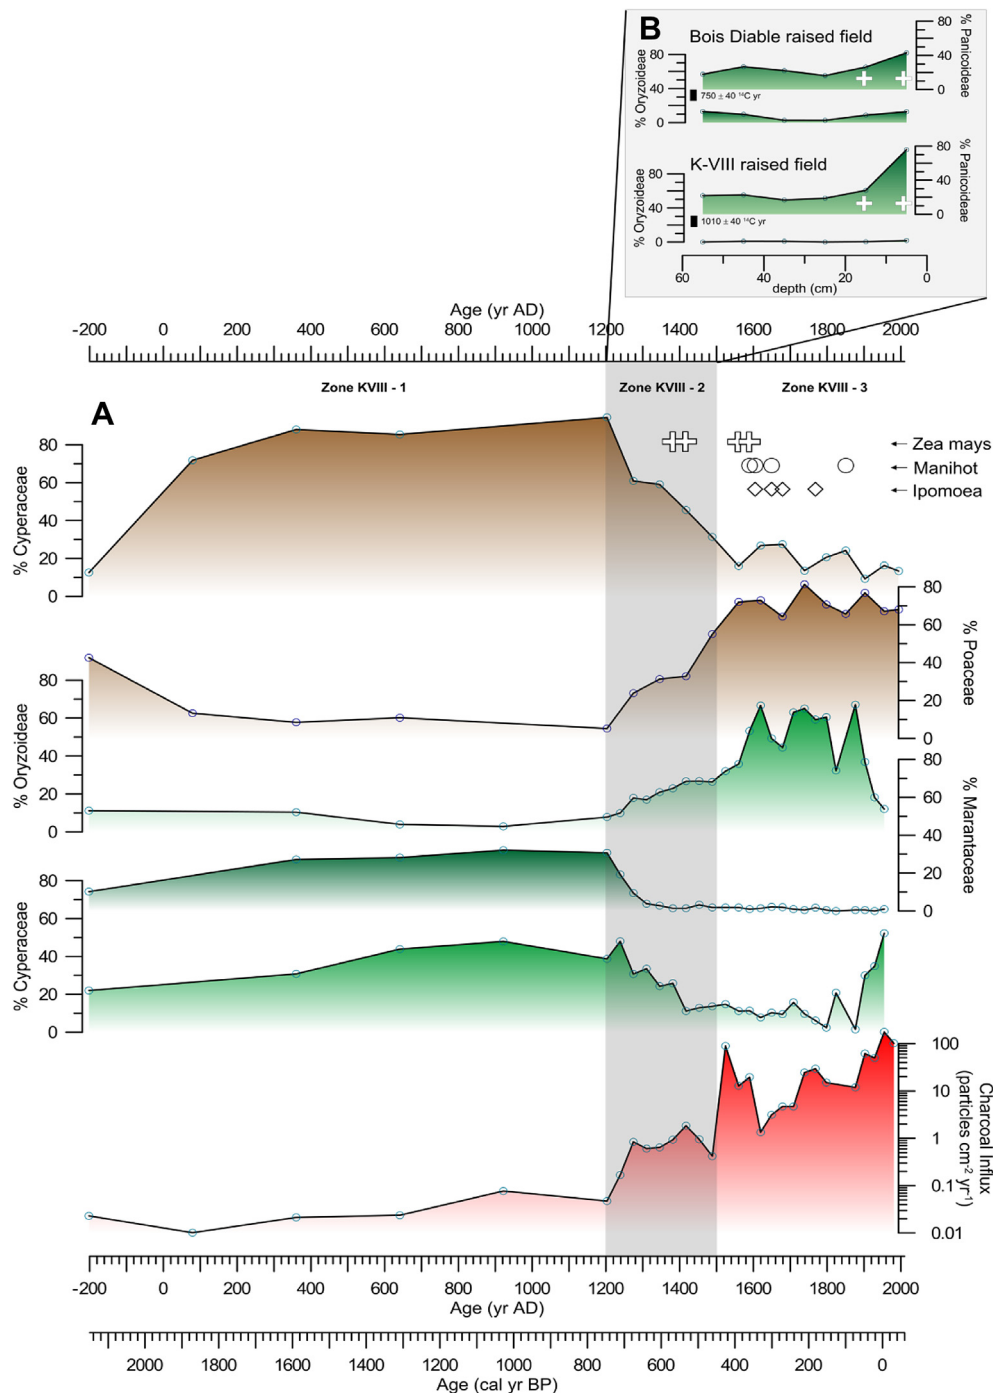 B
Bois Diable raised field
80
40
0
% Oryzoideae
80
40
0
% Panicoideae
750 ± 40 ¹⁴C yr
K-VIII raised field
80
40
0
% Oryzoideae
80
40
0
% Panicoideae
1010 ± 40 ¹⁴C yr
60 40 20 0
depth (cm)
Age (yr AD)
-200 0 200 400 600 800 1000 1200 1400 1600 1800 2000
Zone KVIII - 1 Zone KVIII - 2 Zone KVIII - 3
A
Zea mays
Manihot
Ipomoea
% Cyperaceae
80
60
40
20
0
% Poaceae
80
60
40
20
0
% Oryzoideae
80
60
40
20
0
% Marantaceae
80
60
40
20
0
% Cyperaceae
80
60
40
20
0
Charcoal Influx
(particles cm⁻² yr⁻¹)
100
10
1
0.1
0.01
-200 0 200 400 600 800 1000 1200 1400 1600 1800 2000
Age (yr AD)
2000 1800 1600 1400 1200 1000 800 600 400 200 0
Age (cal yr BP)